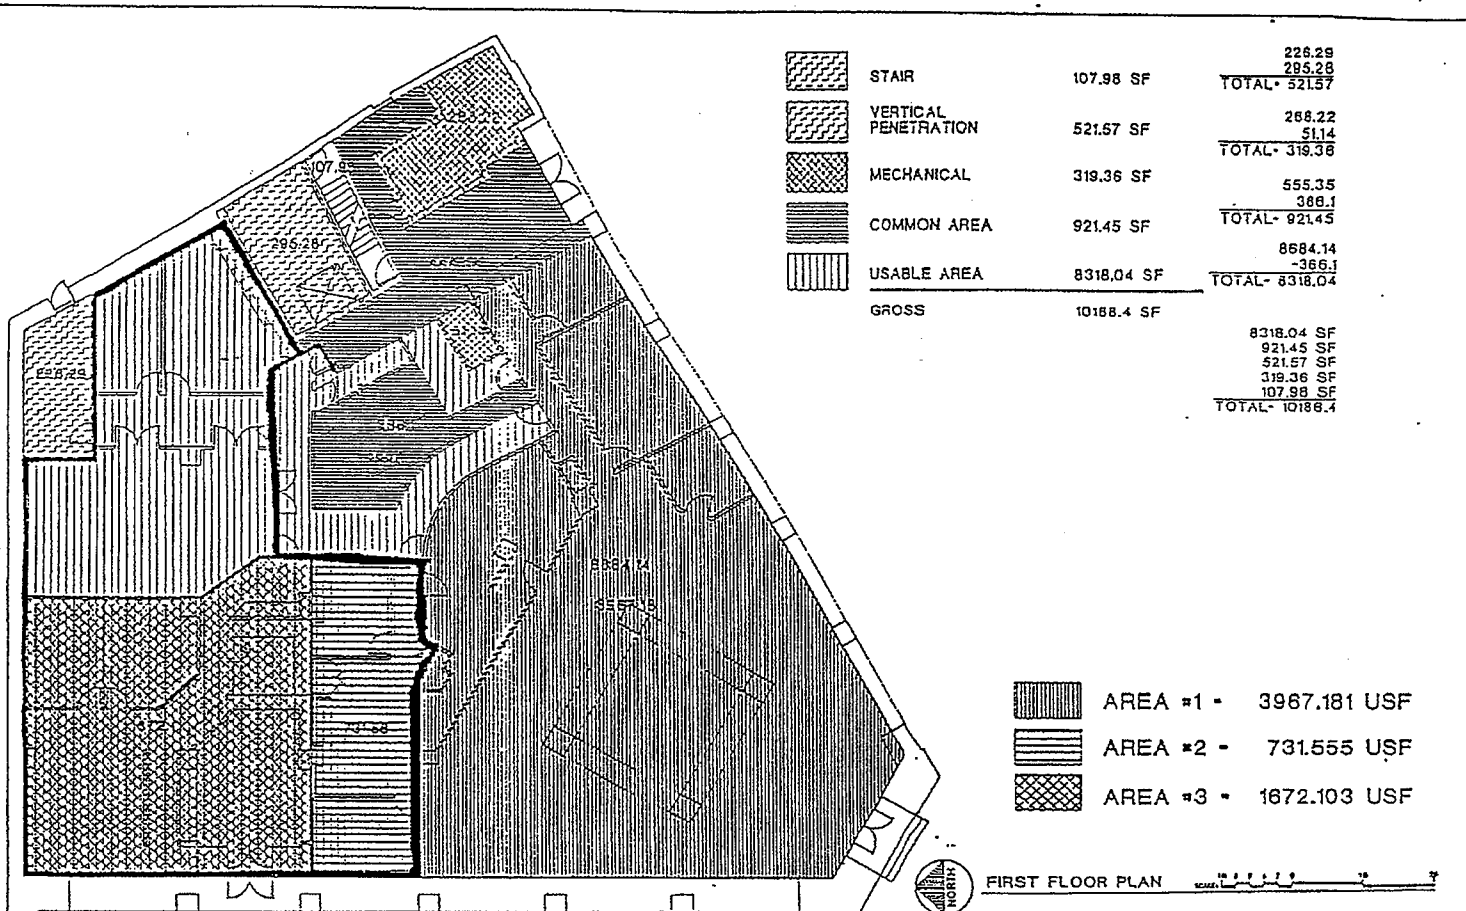 226.29
295.28
TOTAL- 521.57
STAIR 107.98 SF
VERTICAL
PENETRATION 521.57 SF
268.22
51.14
TOTAL- 319.36
MECHANICAL 319.36 SF
555.35
366.1
TOTAL- 921.45
COMMON AREA 921.45 SF
8684.14
-366.1
TOTAL- 8318.04
USABLE AREA 8318.04 SF
GROSS 10188.4 SF
8318.04 SF
921.45 SF
521.57 SF
319.36 SF
107.98 SF
TOTAL- 10188.4
107.98
295.28
8684.14
AREA #1 - 3967.181 USF
AREA #2 - 731.555 USF
AREA #3 - 1672.103 USF
NORTH
FIRST FLOOR PLAN
SCALE: